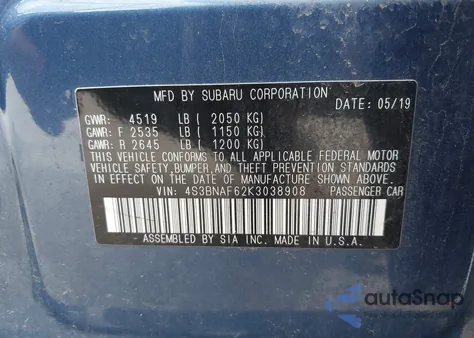 MFD BY SUBARU CORPORATION
DATE: 05/19
GVWR: 4519 LB ( 2050 KG)
GAWR: F 2535 LB ( 1150 KG)
GAWR: R 2645 LB ( 1200 KG)
THIS VEHICLE CONFORMS TO ALL APPLICABLE FEDERAL MOTOR
VEHICLE SAFETY, BUMPER, AND THEFT PREVENTION STANDARDS
IN EFFECT ON THE DATE OF MANUFACTURE SHOWN ABOVE.
VIN: 4S3BNAF62K3038908 PASSENGER CAR
ASSEMBLED BY SIA INC. MADE IN U.S.A.
autoSnap